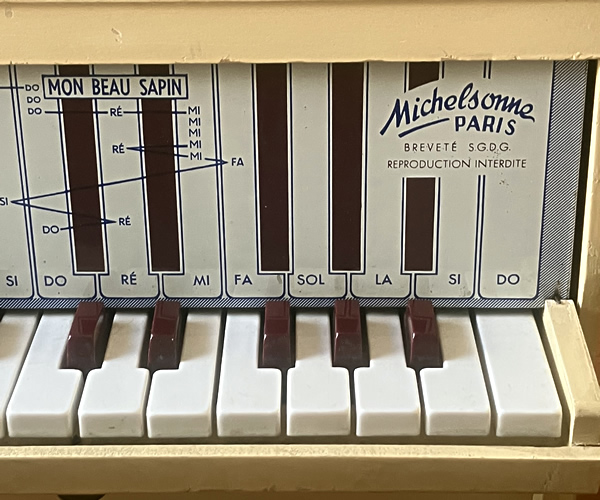 MON BEAU SAPIN
DO
DO
DO RÉ MI
MI
MI
RÉ MI
MI
FA
SI
RÉ
DO
Michelsonne
PARIS
BREVETÉ S.G.D.G.
REPRODUCTION INTERDITE
SI DO RÉ MI FA SOL LA SI DO